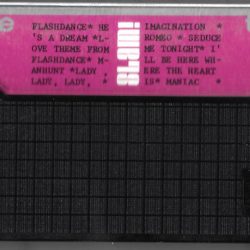 FLASHDANCE* HE
'S A DREAM *L-
OVE THEME FROM
FLASHDANCE* M-
ANHUNT *LADY ,
LADY, LADY, *
IMAGINATION *
ROMEO * SEDUCE
ME TONIGHT* I'
LL BE HERE WH-
ERE THE HEART
IS* MANIAC *